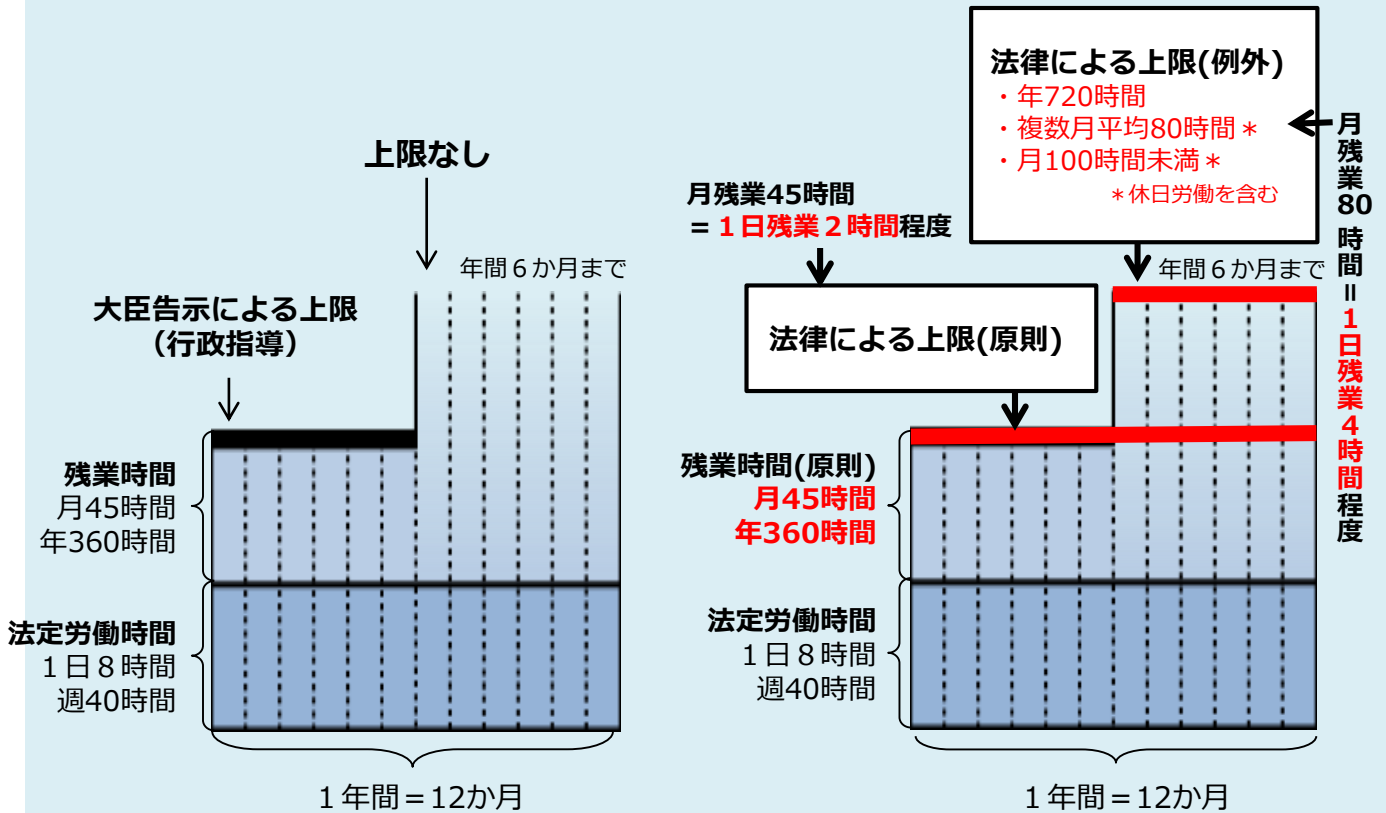 上限なし
年間６か月まで
大臣告示による上限
（行政指導）
残業時間
月45時間
年360時間
法定労働時間
１日８時間
週40時間
１年間＝12か月
法律による上限(例外)
・年720時間
・複数月平均80時間＊
・月100時間未満＊
＊休日労働を含む
月残業80時間＝１日残業４時間程度
月残業45時間
＝１日残業２時間程度
年間６か月まで
法律による上限(原則)
残業時間(原則)
月45時間
年360時間
法定労働時間
１日８時間
週40時間
１年間＝12か月